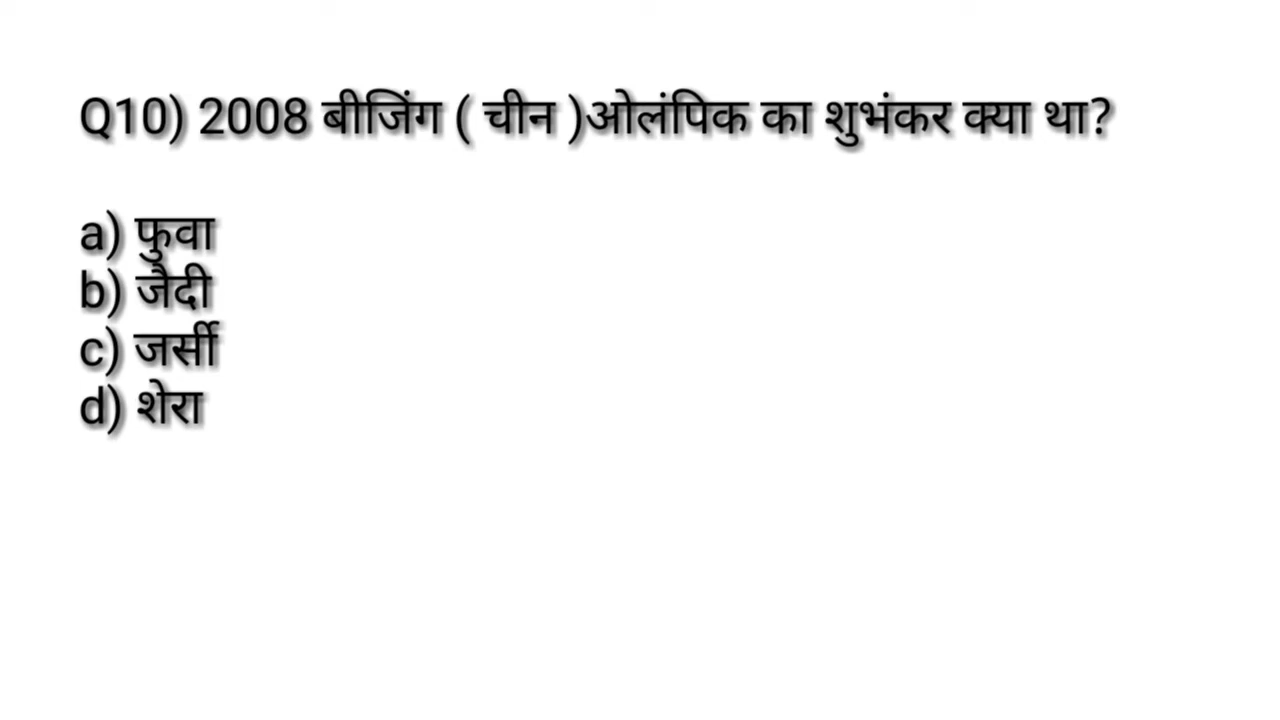 Q10) 2008 बीजिंग ( चीन )ओलंपिक का शुभंकर क्या था?
a) फुवा
b) जैदी
c) जर्सी
d) शेरा